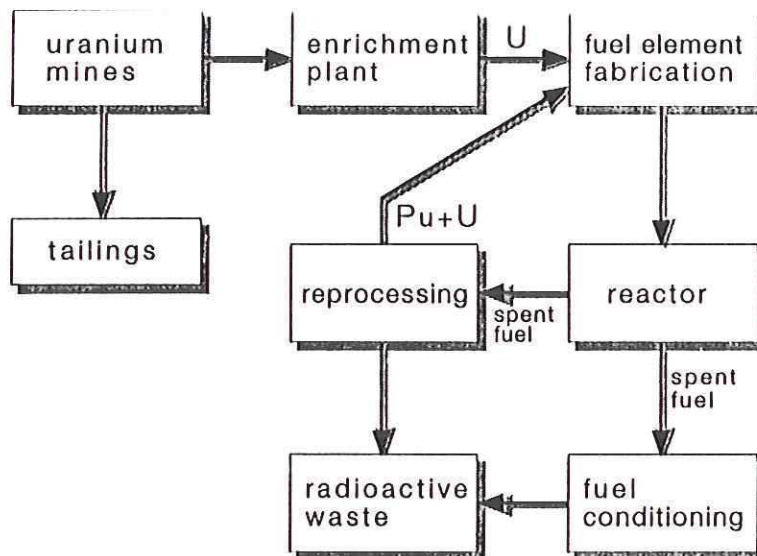 uranium
mines
enrichment
plant
U
fuel element
fabrication
tailings
Pu+U
reprocessing
spent
fuel
reactor
spent
fuel
radioactive
waste
fuel
conditioning